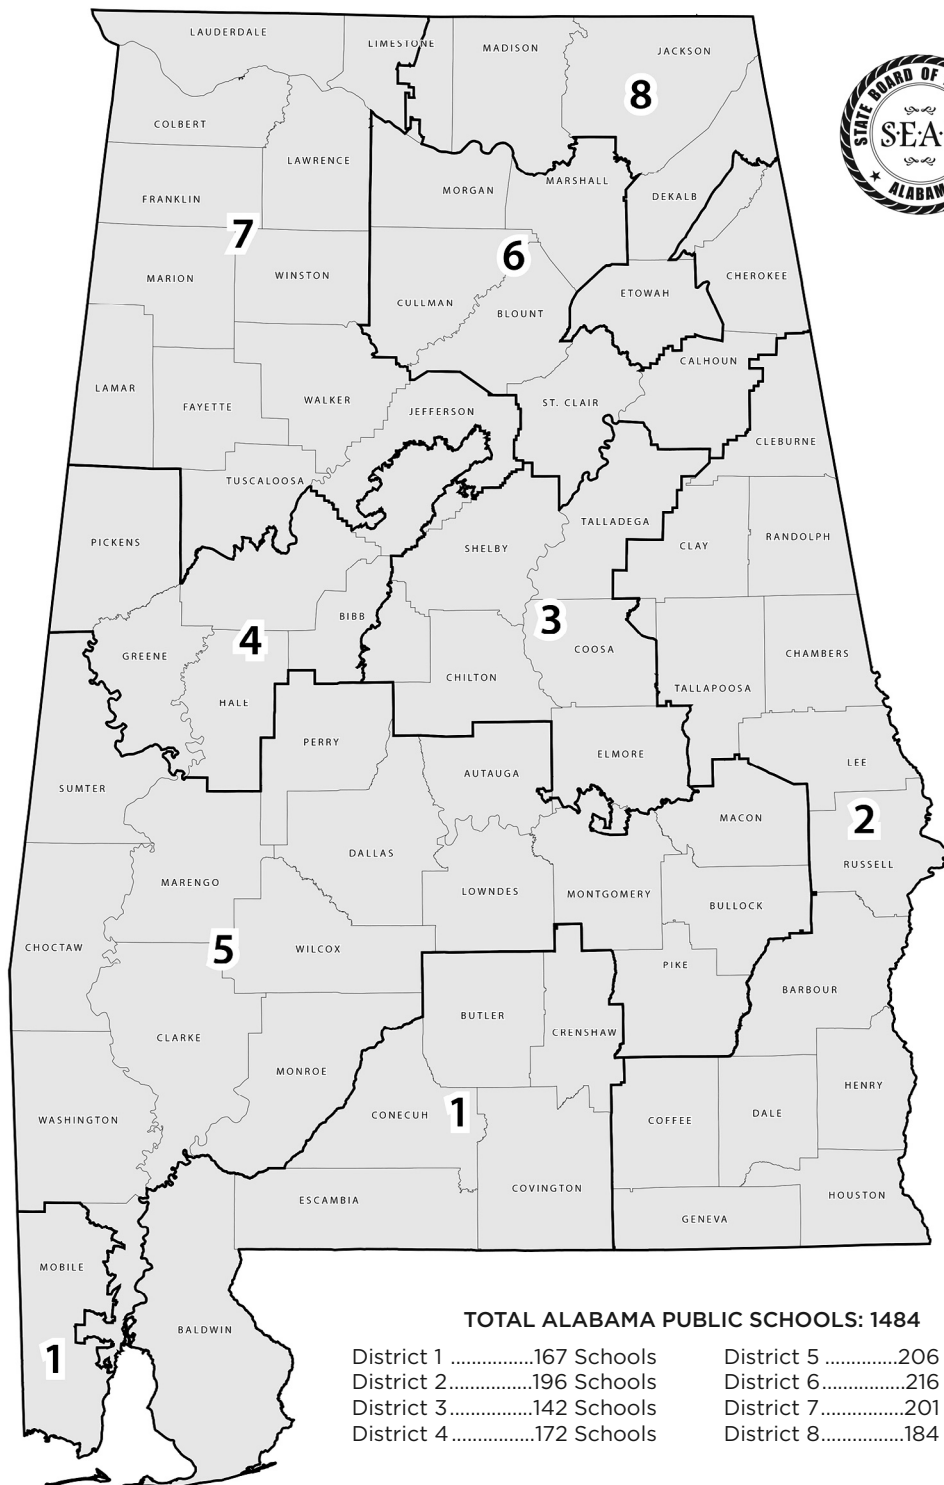 LAUDERDALE
LIMESTONE
MADISON
JACKSON
8
STATE BOARD OF
S·E·A·
ALABAM
COLBERT
LAWRENCE
MORGAN
MARSHALL
DEKALB
FRANKLIN
7
6
MARION
WINSTON
CULLMAN
BLOUNT
ETOWAH
CHEROKEE
CALHOUN
LAMAR
FAYETTE
WALKER
JEFFERSON
ST. CLAIR
CLEBURNE
TUSCALOOSA
TALLADEGA
PICKENS
SHELBY
CLAY
RANDOLPH
BIBB
3
4
GREENE
COOSA
CHAMBERS
HALE
CHILTON
TALLAPOOSA
PERRY
ELMORE
LEE
SUMTER
AUTAUGA
MACON
2
DALLAS
RUSSELL
MARENGO
LOWNDES
MONTGOMERY
BULLOCK
CHOCTAW
5
WILCOX
PIKE
BARBOUR
BUTLER
CRENSHAW
CLARKE
MONROE
HENRY
WASHINGTON
CONECUH
1
COFFEE
DALE
ESCAMBIA
COVINGTON
HOUSTON
GENEVA
MOBILE
BALDWIN
1
TOTAL ALABAMA PUBLIC SCHOOLS: 1484
District 1 ................167 Schools
District 2................196 Schools
District 3................142 Schools
District 4................172 Schools
District 5 ..............206
District 6................216
District 7................201
District 8................184